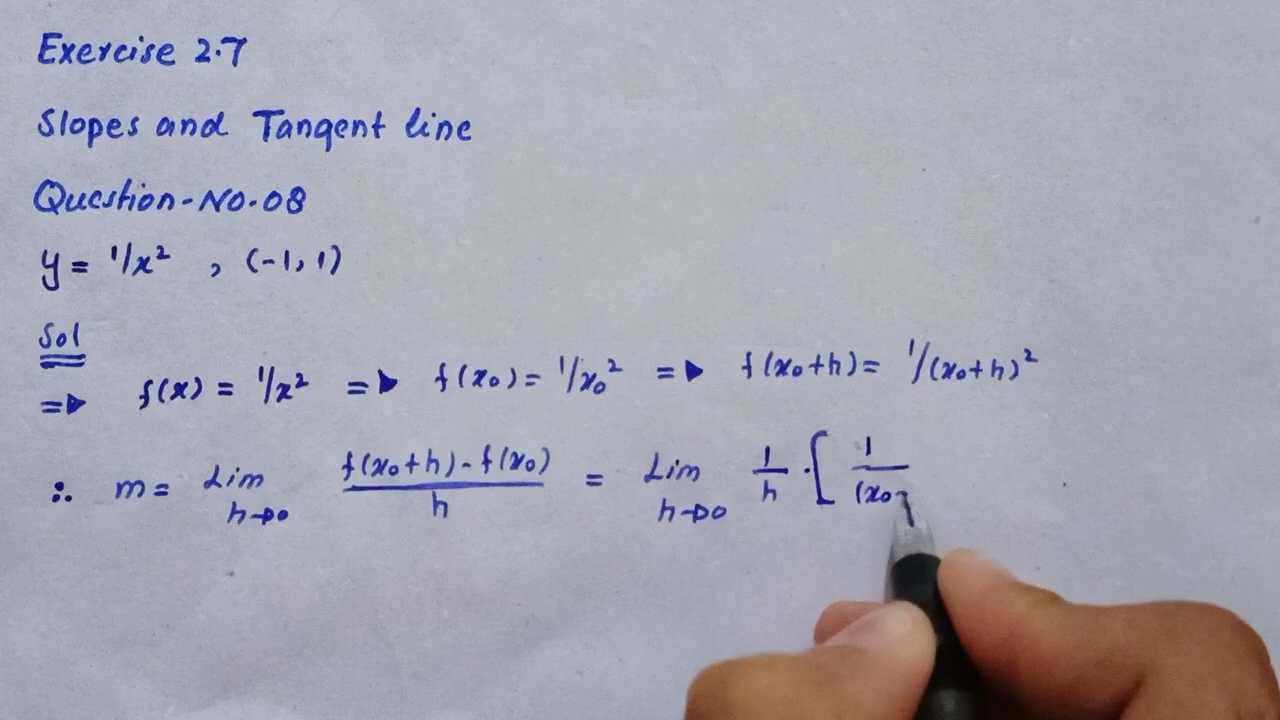 Exercise 2.7
Slopes and Tangent line
Question-NO.08
y = 1/x² , (-1, 1)
Sol
⇒ f(x) = 1/x² ⇒ f(x₀) = 1/x₀² ⇒ f(x₀+h) = 1/(x₀+h)²
∴ m = Lim h→0 f(x₀+h) - f(x₀) / h = Lim h→0 1/h · [ 1/(x₀